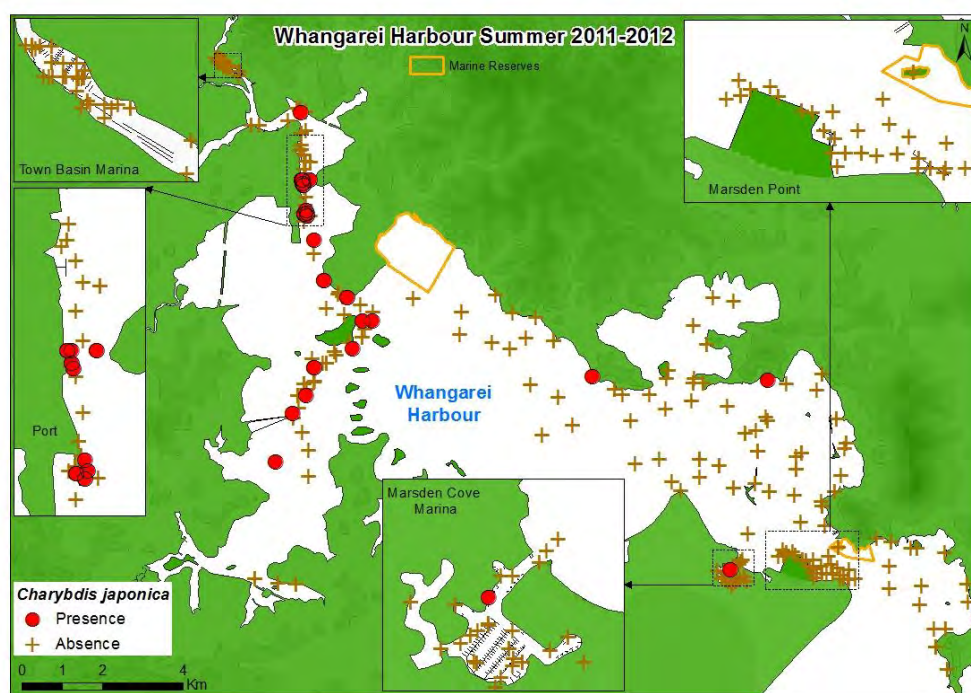 Whangarei Harbour Summer 2011-2012
Marine Reserves
N
Town Basin Marina
Marsden Point
Port
Whangarei
Harbour
Marsden Cove
Marina
Charybdis japonica
Presence
Absence
0 1 2 4
Km